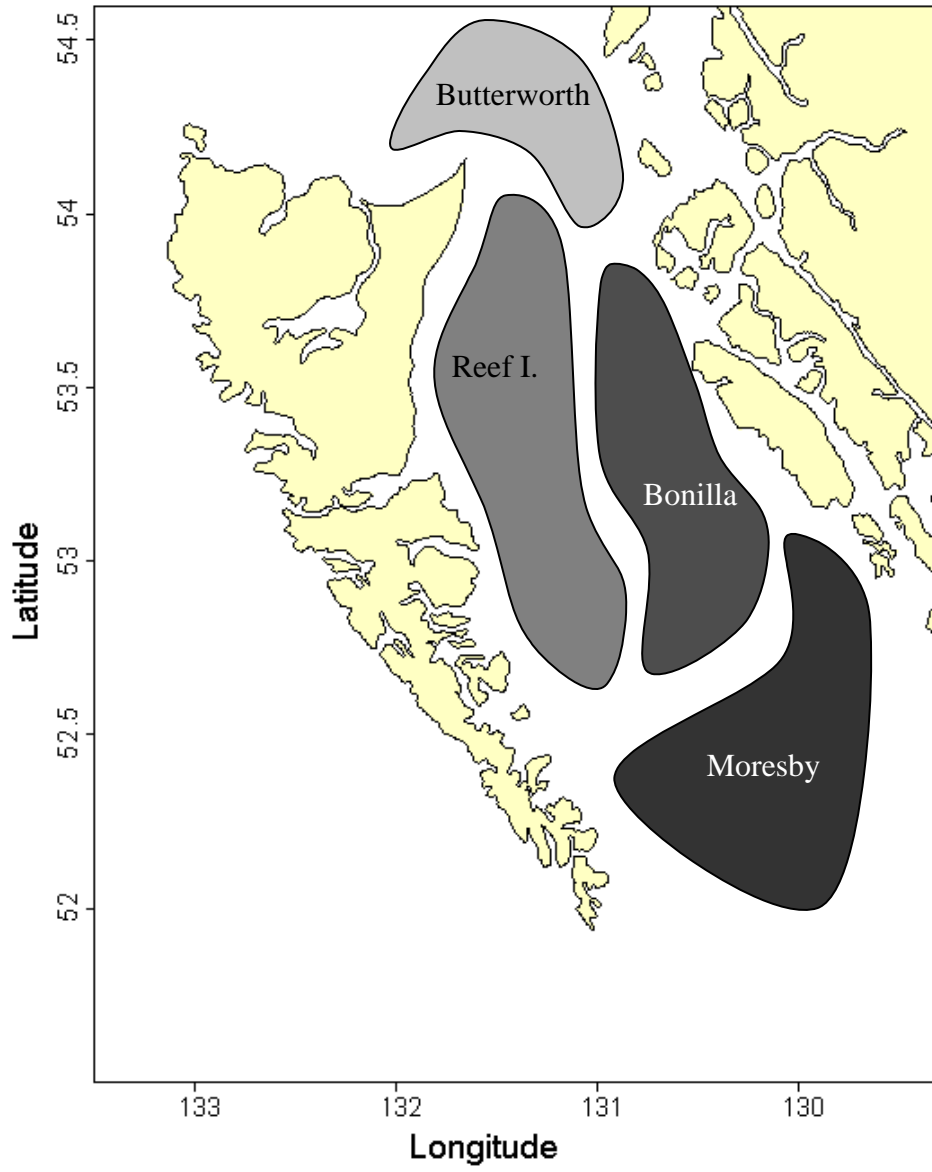 54.5
Butterworth
54
Reef I.
53.5
Bonilla
53
Latitude
52.5
Moresby
52
133 132 131 130
Longitude